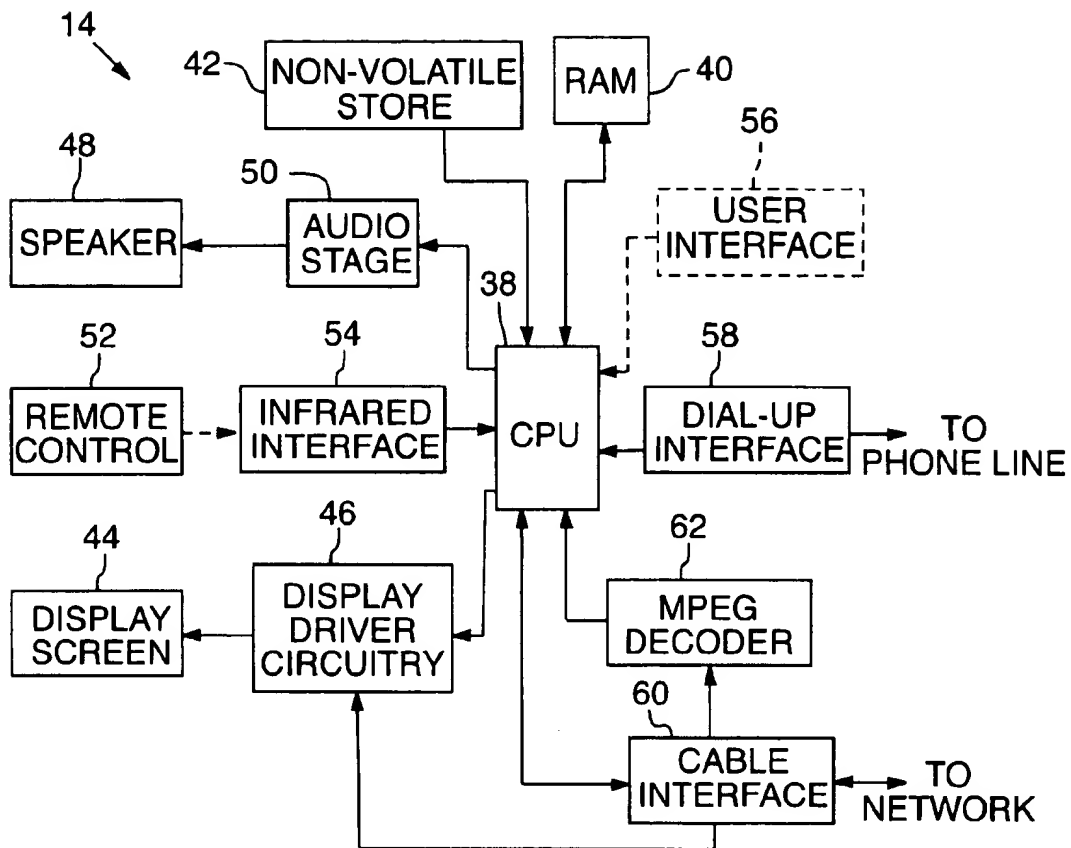 14
42
NON-VOLATILE
STORE
RAM
40
48
50
56
SPEAKER
AUDIO
STAGE
USER
INTERFACE
38
52
54
58
REMOTE
CONTROL
INFRARED
INTERFACE
CPU
DIAL-UP
INTERFACE
TO
PHONE LINE
44
46
62
DISPLAY
SCREEN
DISPLAY
DRIVER
CIRCUITRY
MPEG
DECODER
60
CABLE
INTERFACE
TO
NETWORK